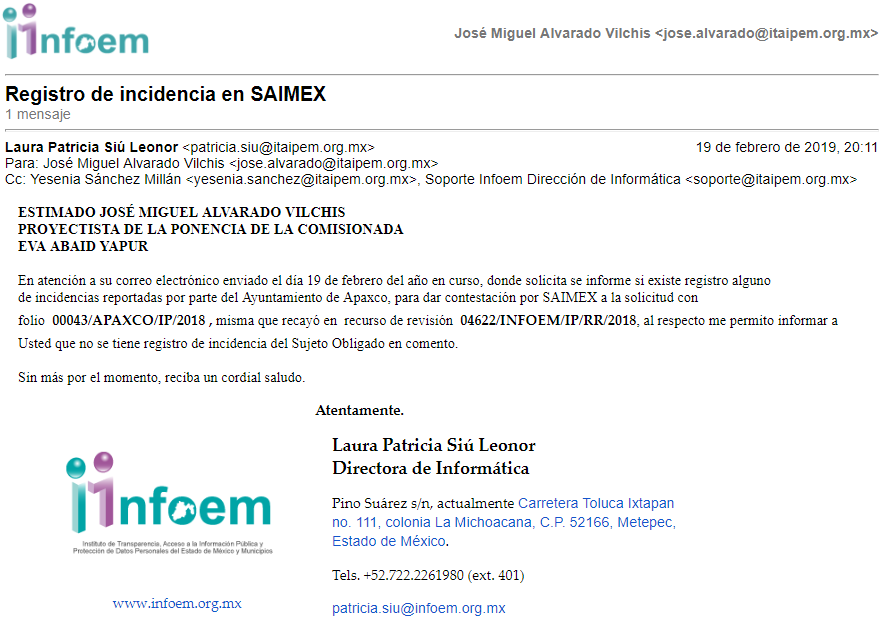 infoem
José Miguel Alvarado Vilchis <jose.alvarado@itaipem.org.mx>
Registro de incidencia en SAIMEX
1 mensaje
Laura Patricia Siú Leonor <patricia.siu@itaipem.org.mx> 19 de febrero de 2019, 20:11
Para: José Miguel Alvarado Vilchis <jose.alvarado@itaipem.org.mx>
Cc: Yesenia Sánchez Millán <yesenia.sanchez@itaipem.org.mx>, Soporte Infoem Dirección de Informática <soporte@itaipem.org.mx>
ESTIMADO JOSÉ MIGUEL ALVARADO VILCHIS
PROYECTISTA DE LA PONENCIA DE LA COMISIONADA
EVA ABAID YAPUR
En atención a su correo electrónico enviado el día 19 de febrero del año en curso, donde solicita se informe si existe registro alguno
de incidencias reportadas por parte del Ayuntamiento de Apaxco, para dar contestación por SAIMEX a la solicitud con
folio 00043/APAXCO/IP/2018 , misma que recayó en recurso de revisión 04622/INFOEM/IP/RR/2018, al respecto me permito informar a
Usted que no se tiene registro de incidencia del Sujeto Obligado en comento.
Sin más por el momento, reciba un cordial saludo.
Atentamente.
Laura Patricia Siú Leonor
Directora de Informática
Pino Suárez s/n, actualmente Carretera Toluca Ixtapan
no. 111, colonia La Michoacana, C.P. 52166, Metepec,
Estado de México.
Tels. +52.722.2261980 (ext. 401)
patricia.siu@infoem.org.mx
infoem
Instituto de Transparencia, Acceso a la Información Pública y
Protección de Datos Personales del Estado de México y Municipios
www.infoem.org.mx